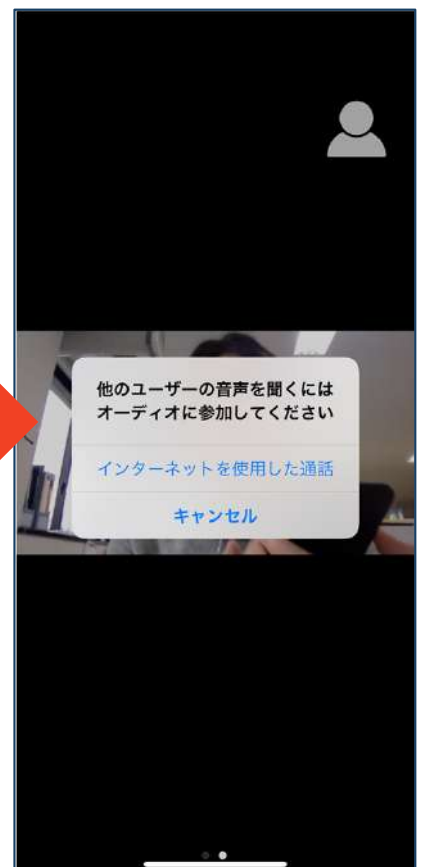 他のユーザーの音声を聞くには
オーディオに参加してください
インターネットを使用した通話
キャンセル